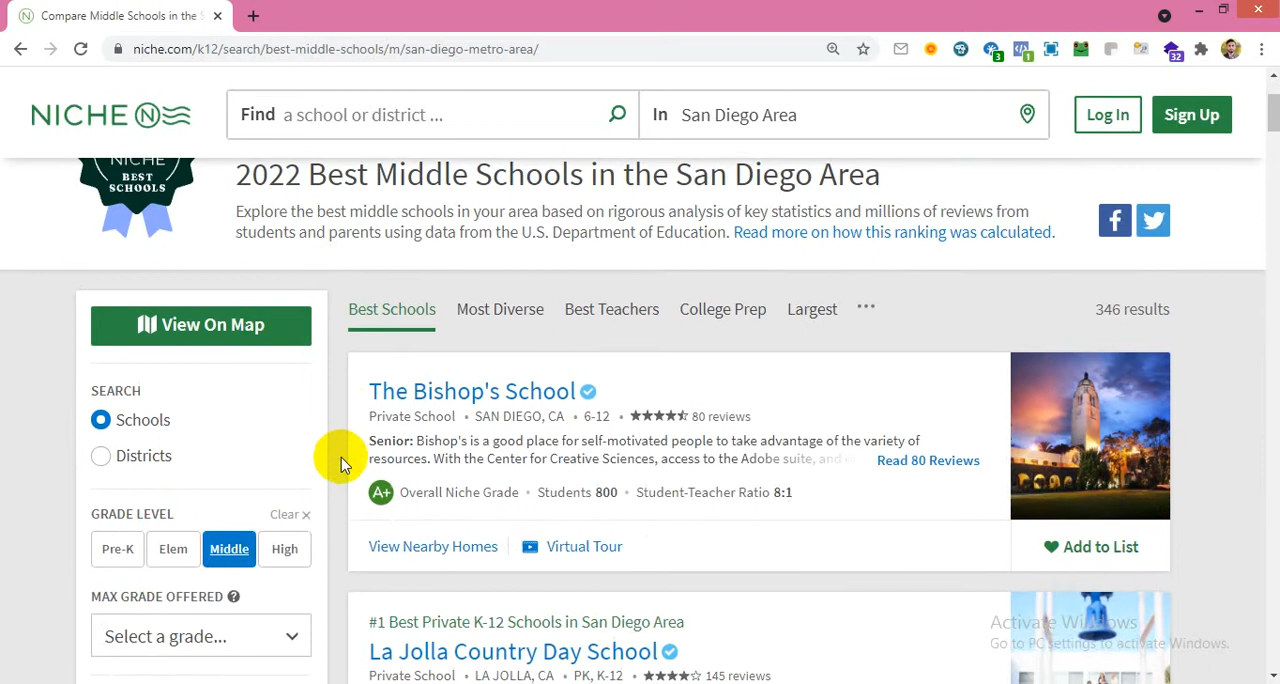 Compare Middle Schools in the S
niche.com/k12/search/best-middle-schools/m/san-diego-metro-area/
3
1
32
NICHE N
Find a school or district ...
In San Diego Area
Log In
Sign Up
NICHE
BEST
SCHOOLS
2022 Best Middle Schools in the San Diego Area
Explore the best middle schools in your area based on rigorous analysis of key statistics and millions of reviews from
students and parents using data from the U.S. Department of Education. Read more on how this ranking was calculated.
View On Map
Best Schools
Most Diverse
Best Teachers
College Prep
Largest
346 results
SEARCH
Schools
Districts
GRADE LEVEL
Clear ×
Pre-K
Elem
Middle
High
MAX GRADE OFFERED ?
Select a grade...
The Bishop's School
Private School • SAN DIEGO, CA • 6-12 • 80 reviews
Senior: Bishop's is a good place for self-motivated people to take advantage of the variety of
resources. With the Center for Creative Sciences, access to the Adobe suite, and
Read 80 Reviews
A+ Overall Niche Grade • Students 800 • Student-Teacher Ratio 8:1
View Nearby Homes
Virtual Tour
Add to List
#1 Best Private K-12 Schools in San Diego Area
La Jolla Country Day School
Private School • LA JOLLA, CA • PK, K-12 • 145 reviews
Activate Windows
Go to PC settings to activate Windows.